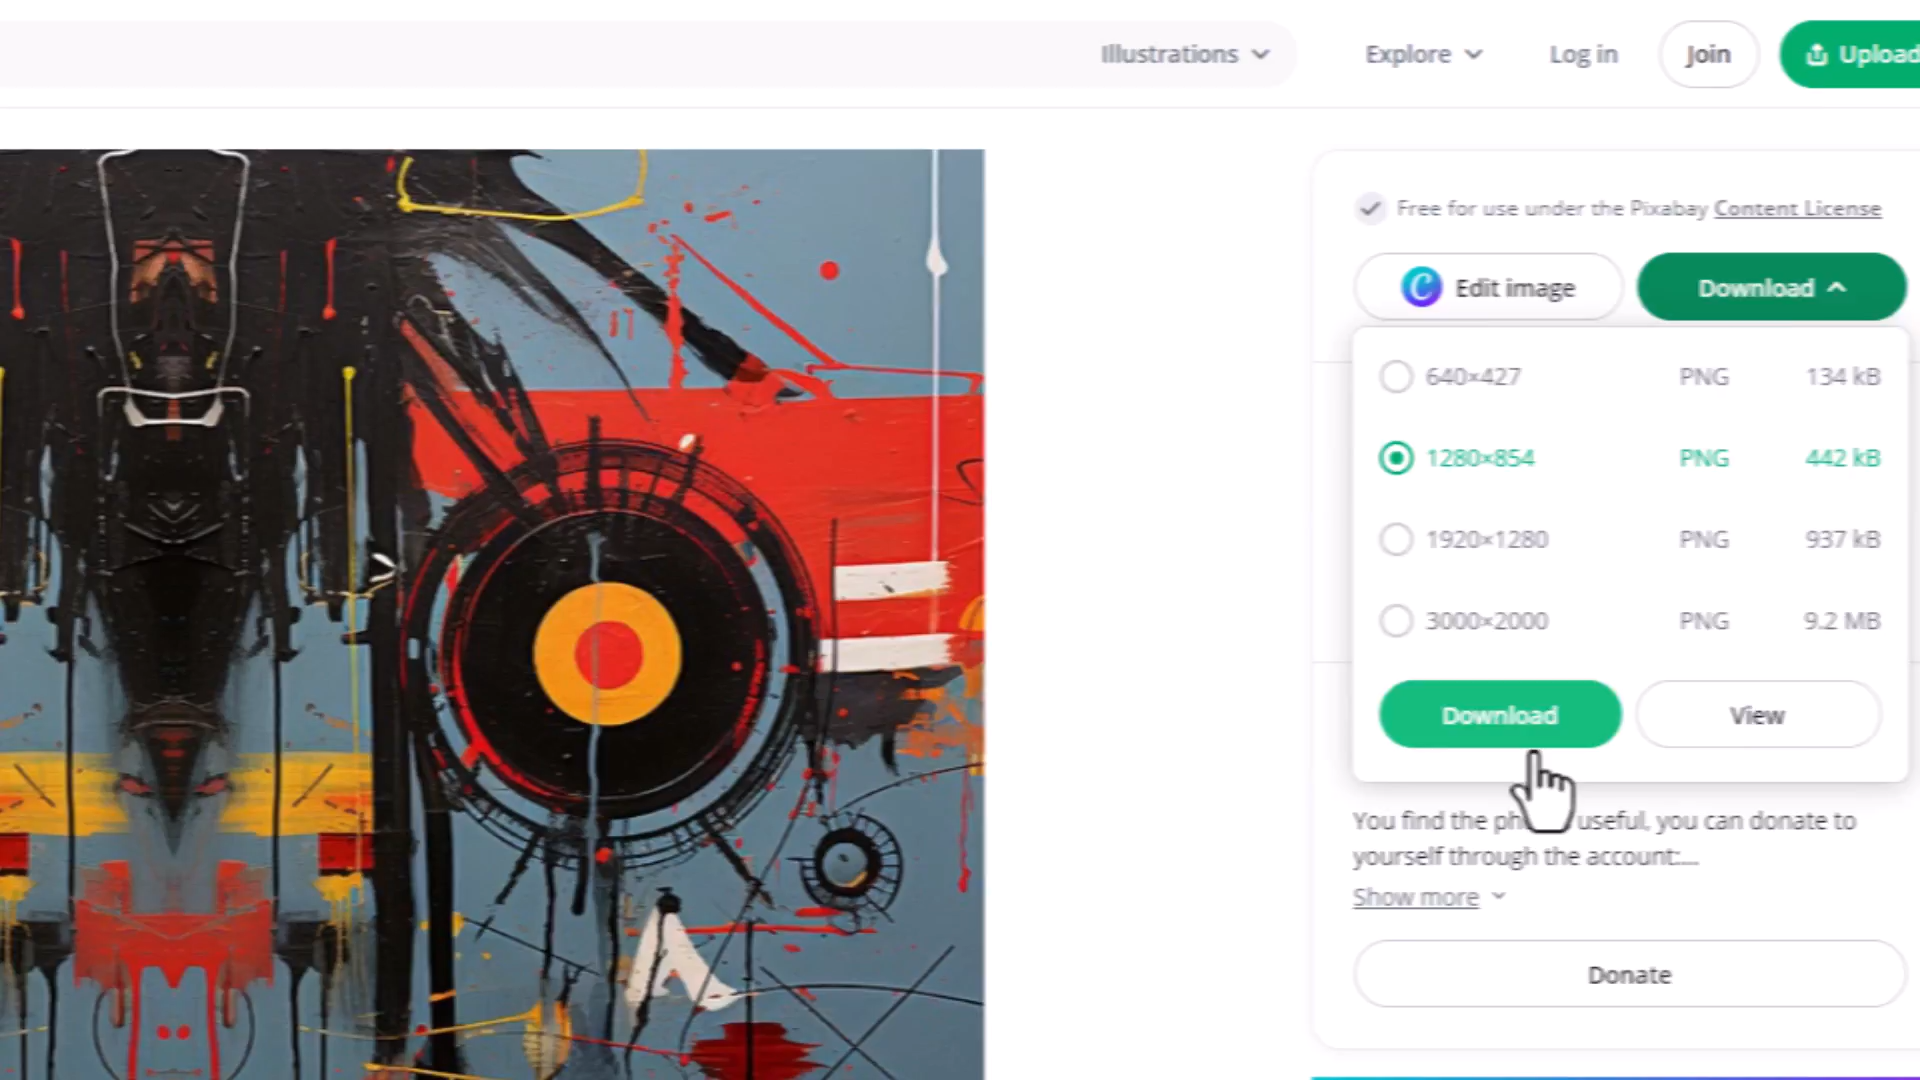 Illustrations
Explore
Log in
Join
Upload
Free for use under the Pixabay Content License
Edit image
Download
640×427 PNG 134 kB
1280×854 PNG 442 kB
1920×1280 PNG 937 kB
3000×2000 PNG 9.2 MB
Download
View
You find the useful, you can donate to
yourself through the account:...
Show more
Donate